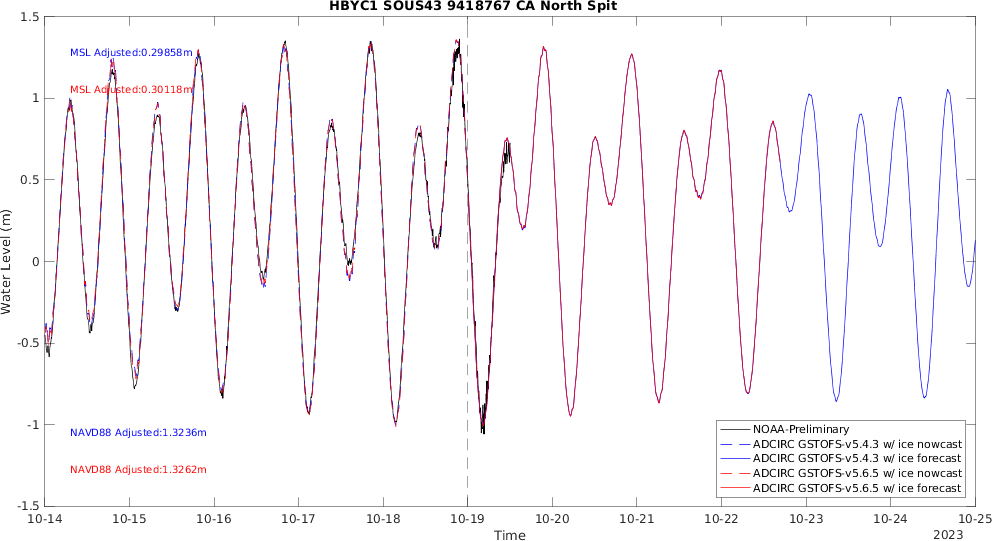 HBYC1 SOUS43 9418767 CA North Spit
1.5
1
0.5
0
-0.5
-1
-1.5
Water Level (m)
MSL Adjusted:0.29858m
MSL Adjusted:0.30118m
NAVD88 Adjusted:1.3236m
NAVD88 Adjusted:1.3262m
NOAA-Preliminary
ADCIRC GSTOFS-v5.4.3 w/ ice nowcast
ADCIRC GSTOFS-v5.4.3 w/ ice forecast
ADCIRC GSTOFS-v5.6.5 w/ ice nowcast
ADCIRC GSTOFS-v5.6.5 w/ ice forecast
10-14 10-15 10-16 10-17 10-18 10-19 10-20 10-21 10-22 10-23 10-24 10-25
Time
2023